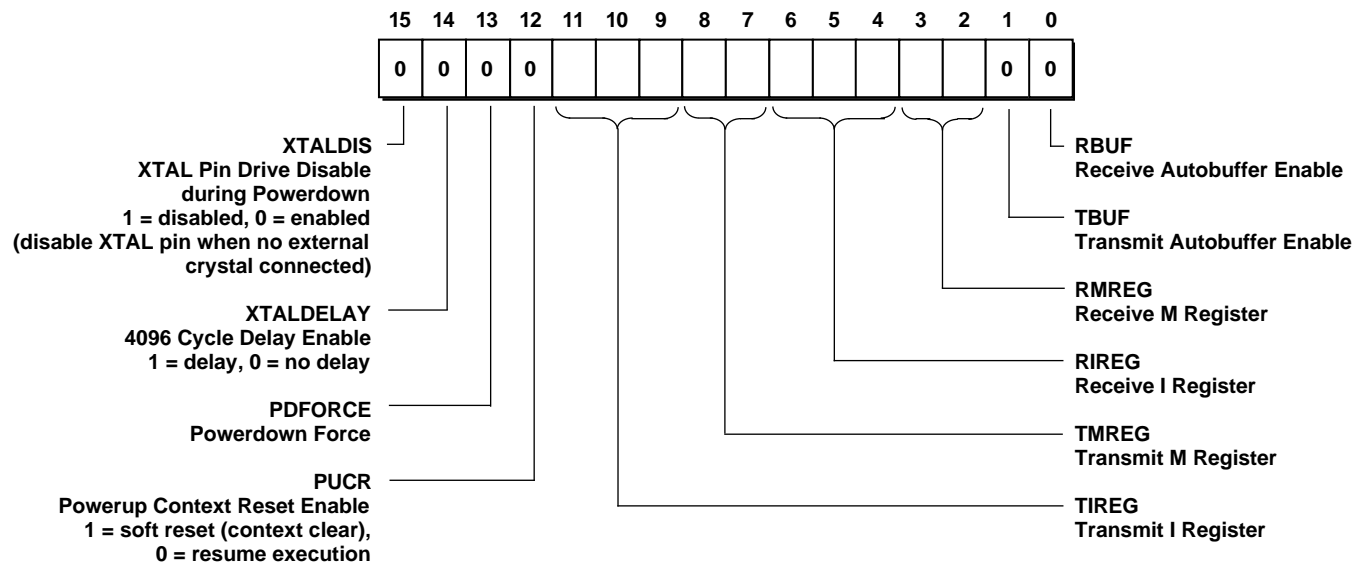 15 14 13 12 11 10 9 8 7 6 5 4 3 2 1 0
0 0 0 0 0 0
XTALDIS
XTAL Pin Drive Disable
during Powerdown
1 = disabled, 0 = enabled
(disable XTAL pin when no external
crystal connected)
XTALDELAY
4096 Cycle Delay Enable
1 = delay, 0 = no delay
PDFORCE
Powerdown Force
PUCR
Powerup Context Reset Enable
1 = soft reset (context clear),
0 = resume execution
RBUF
Receive Autobuffer Enable
TBUF
Transmit Autobuffer Enable
RMREG
Receive M Register
RIREG
Receive I Register
TMREG
Transmit M Register
TIREG
Transmit I Register